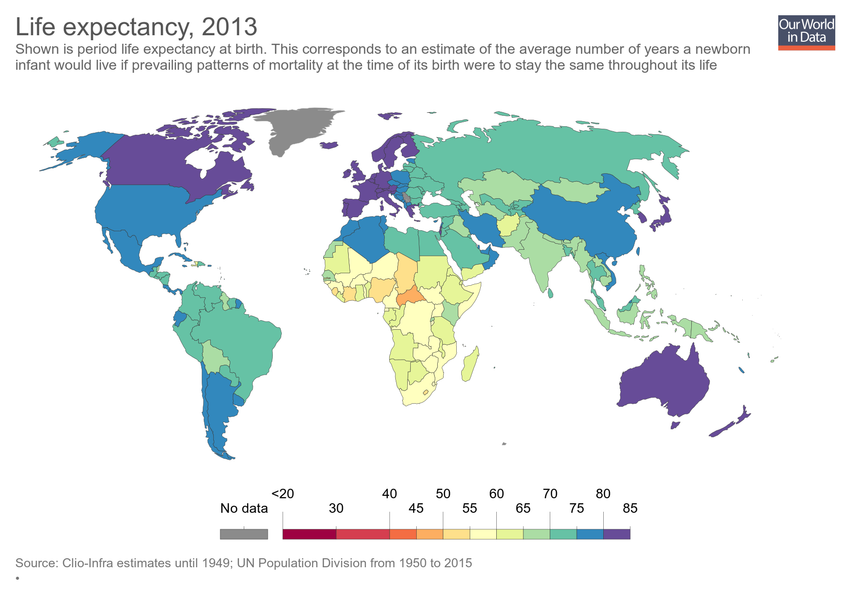 Life expectancy, 2013
Our World
in Data
Shown is period life expectancy at birth. This corresponds to an estimate of the average number of years a newborn
infant would live if prevailing patterns of mortality at the time of its birth were to stay the same throughout its life
<20 40 50 60 70 80
No data 30 45 55 65 75 85
Source: Clio-Infra estimates until 1949; UN Population Division from 1950 to 2015
•